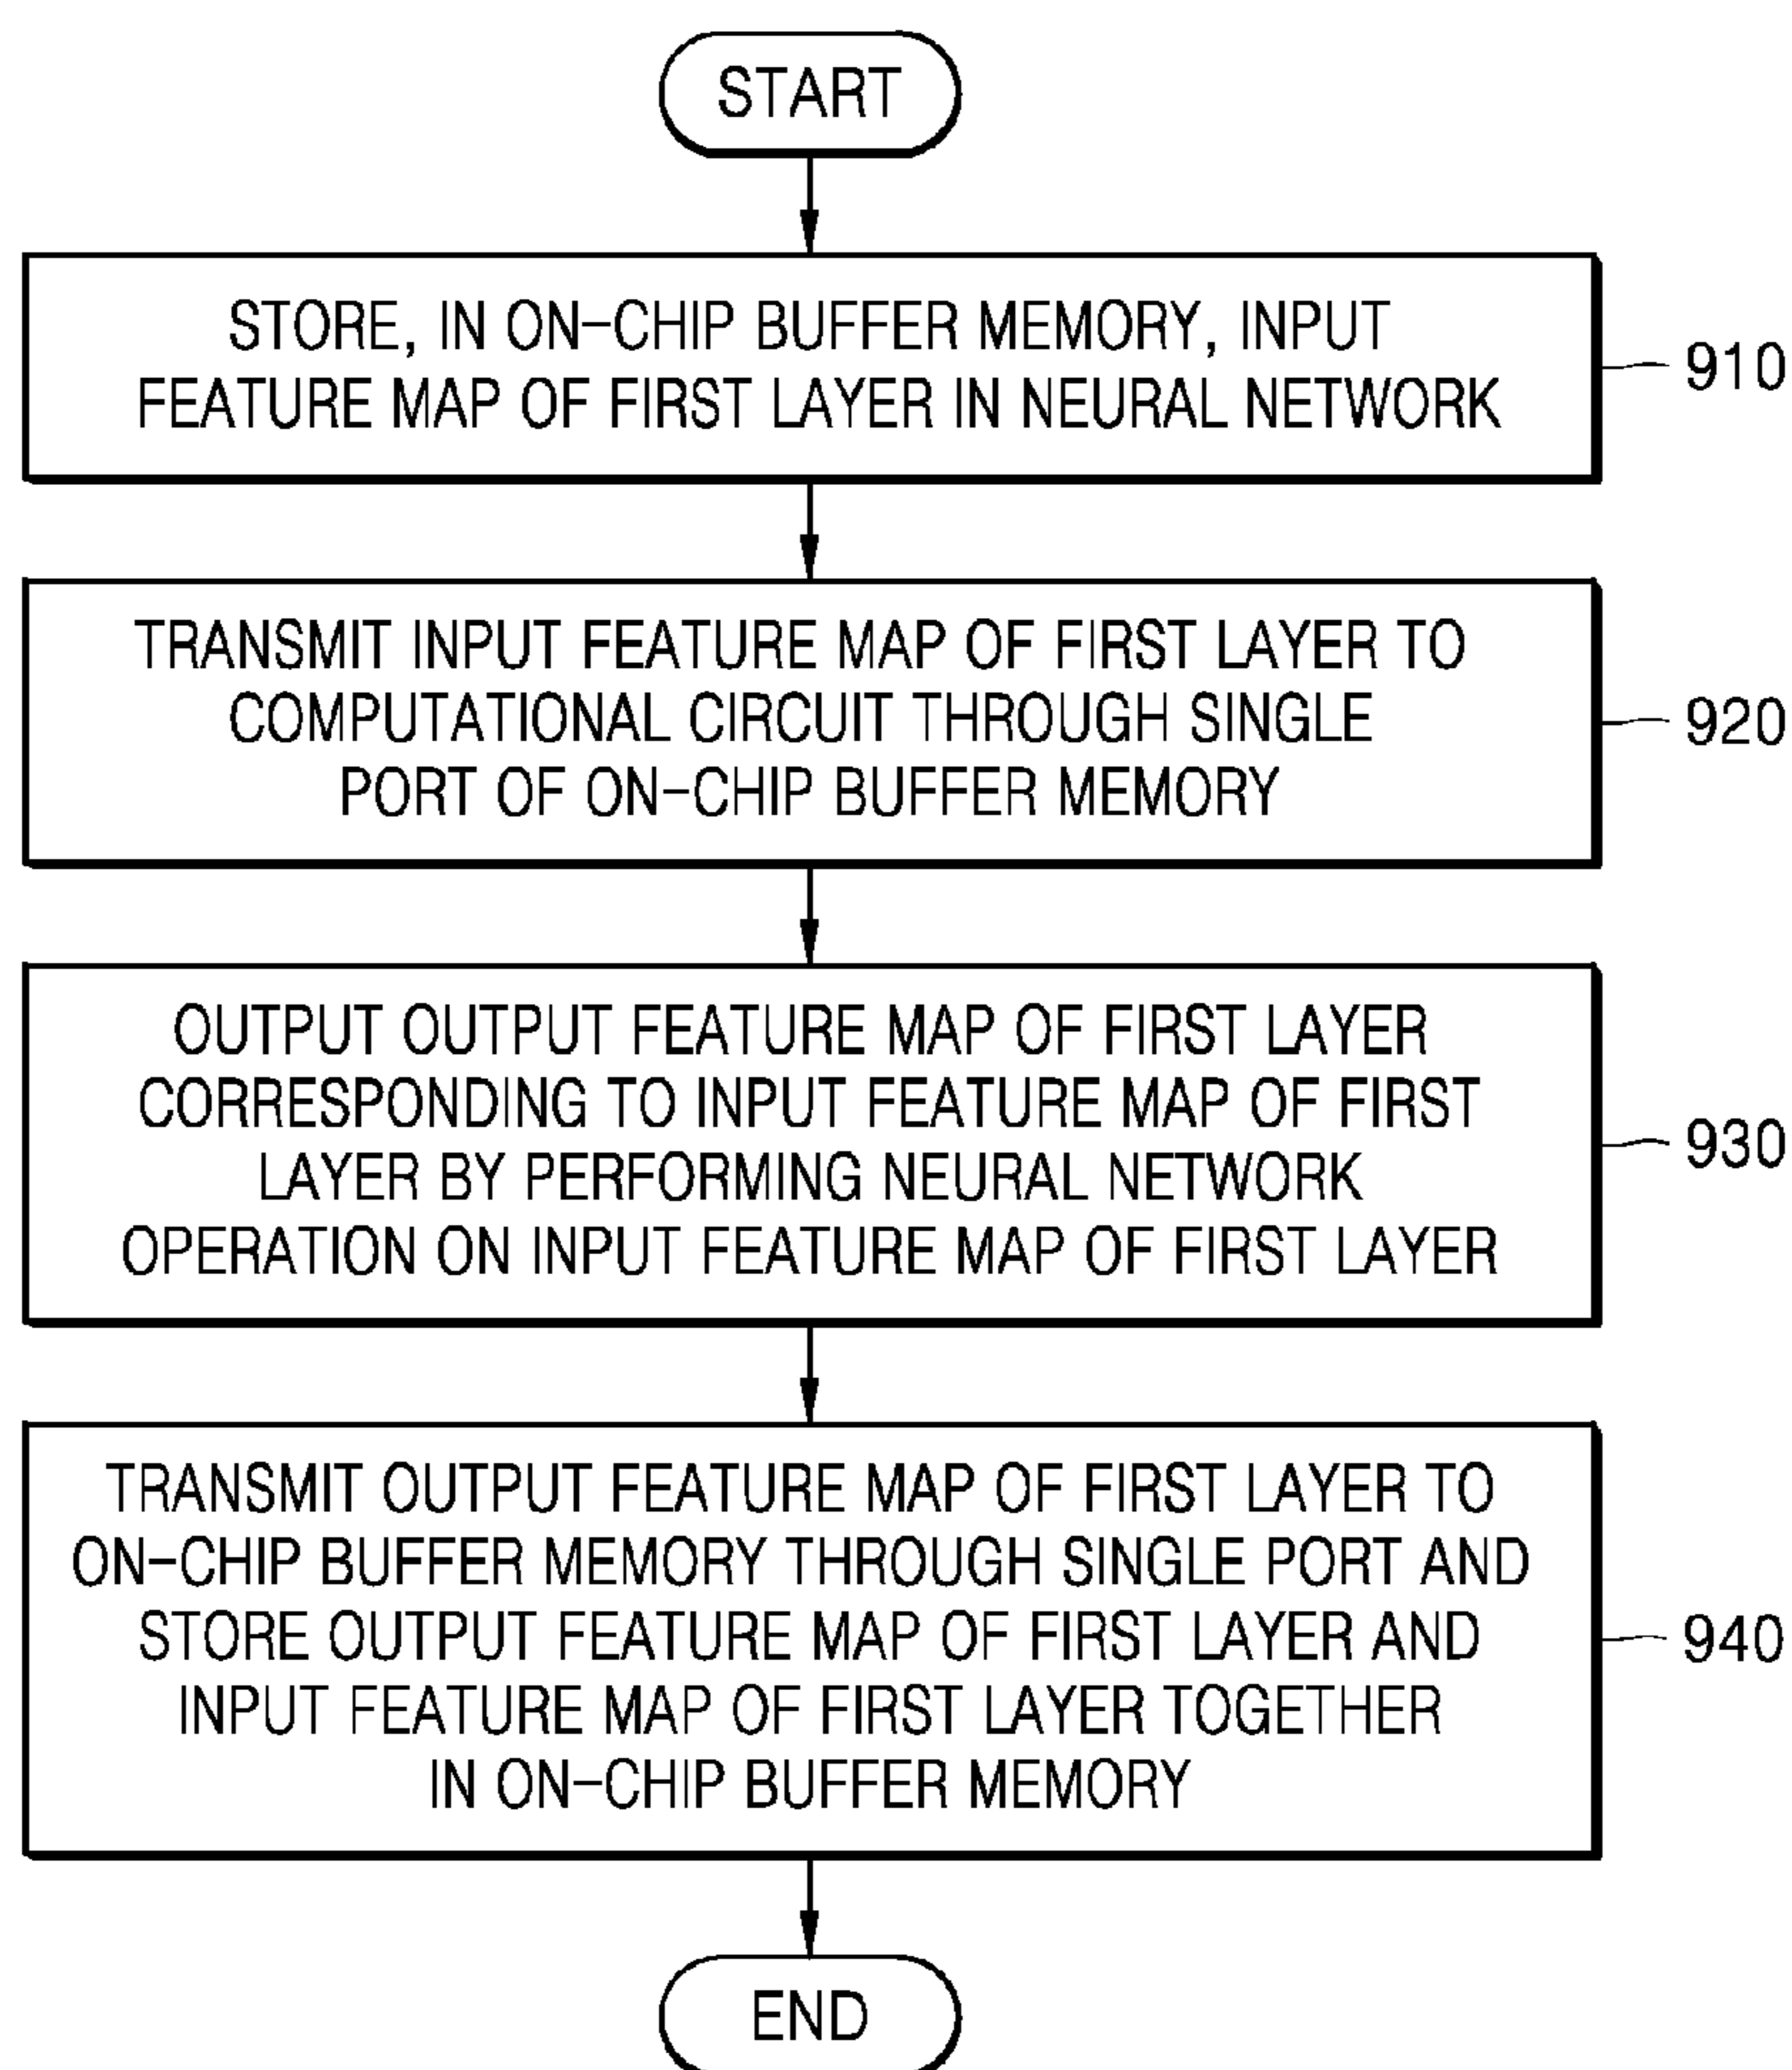 START
STORE, IN ON-CHIP BUFFER MEMORY, INPUT
FEATURE MAP OF FIRST LAYER IN NEURAL NETWORK
910
TRANSMIT INPUT FEATURE MAP OF FIRST LAYER TO
COMPUTATIONAL CIRCUIT THROUGH SINGLE
PORT OF ON-CHIP BUFFER MEMORY
920
OUTPUT OUTPUT FEATURE MAP OF FIRST LAYER
CORRESPONDING TO INPUT FEATURE MAP OF FIRST
LAYER BY PERFORMING NEURAL NETWORK
OPERATION ON INPUT FEATURE MAP OF FIRST LAYER
930
TRANSMIT OUTPUT FEATURE MAP OF FIRST LAYER TO
ON-CHIP BUFFER MEMORY THROUGH SINGLE PORT AND
STORE OUTPUT FEATURE MAP OF FIRST LAYER AND
INPUT FEATURE MAP OF FIRST LAYER TOGETHER
IN ON-CHIP BUFFER MEMORY
940
END